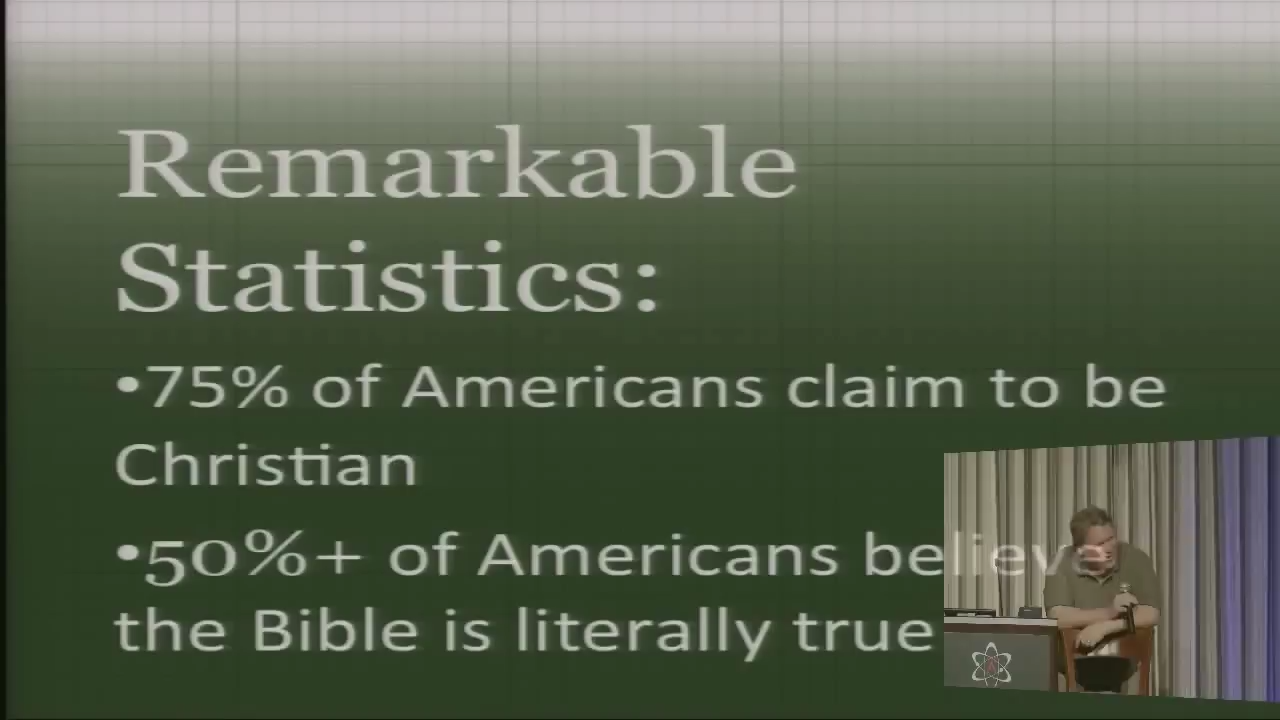 Remarkable
Statistics:
•75% of Americans claim to be
Christian
•50%+ of Americans believe
the Bible is literally true